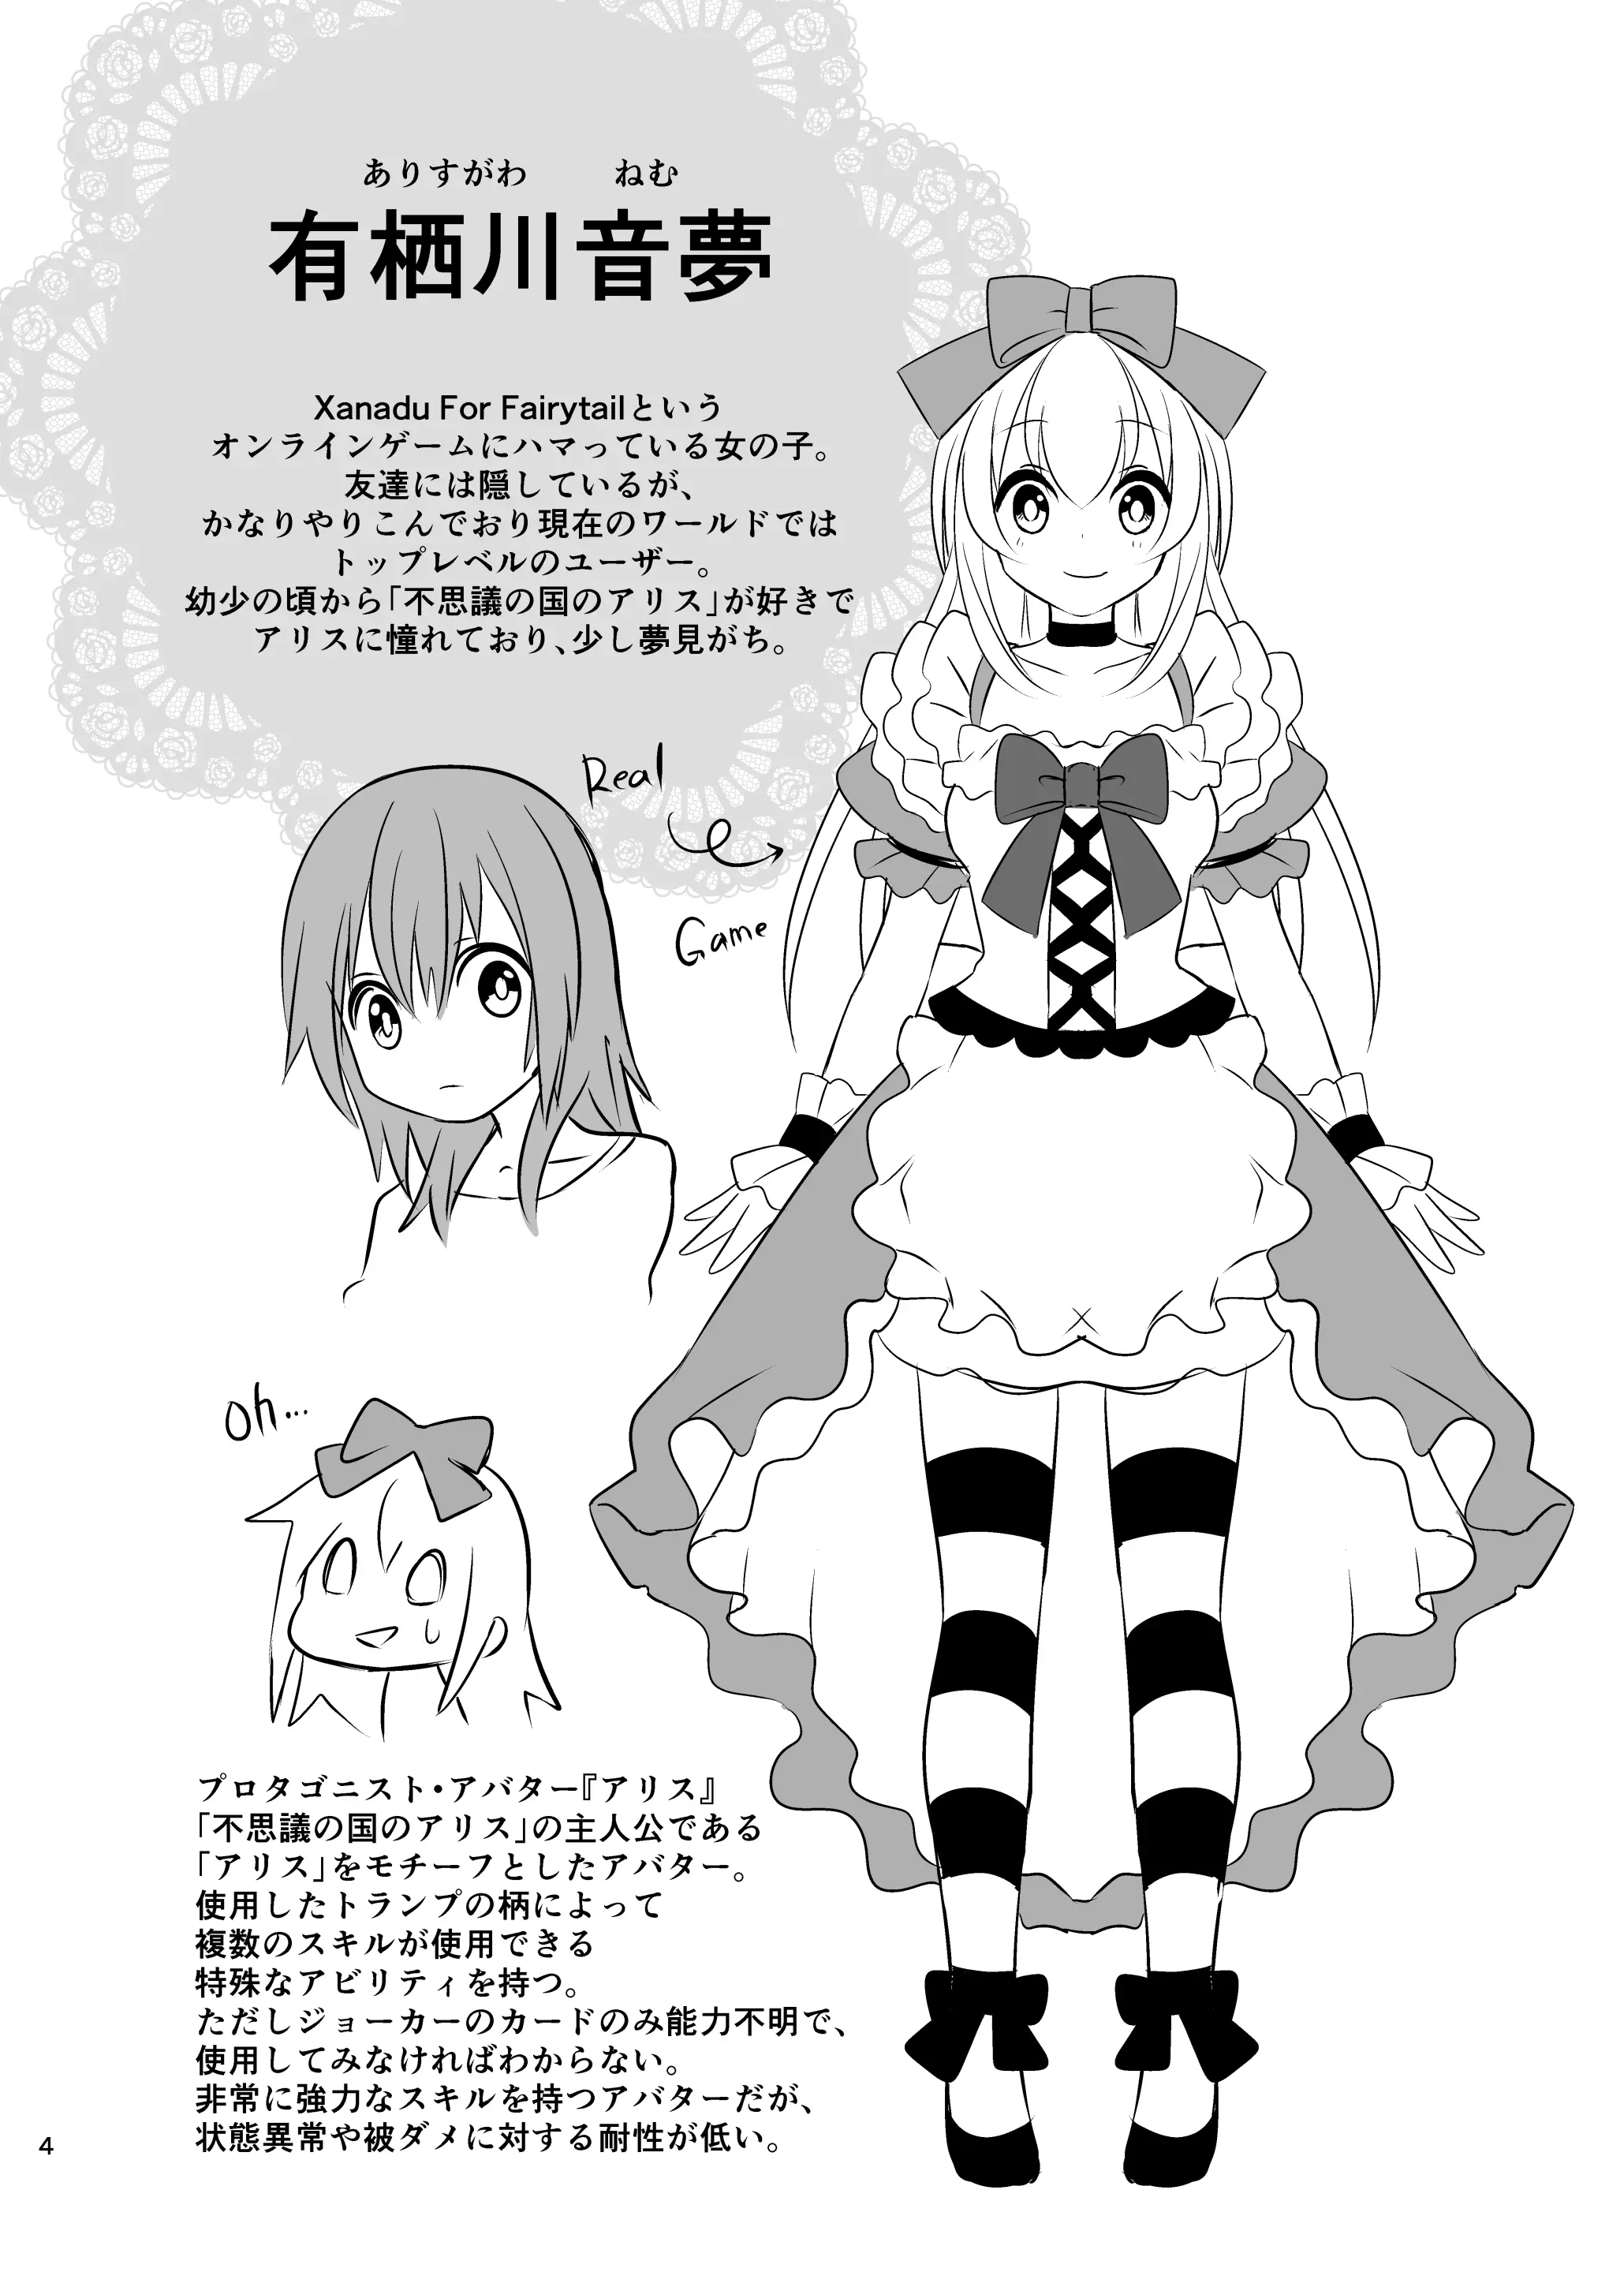 ありすがわ ねむ
有栖川音夢
Xanadu For Fairytailという
オンラインゲームにハマっている女の子。
友達には隠しているが、
かなりやりこんでおり現在のワールドでは
トップレベルのユーザー。
幼少の頃から「不思議の国のアリス」が好きで
アリスに憧れており、少し夢見がち。
Real
Game
oh...
プロタゴニスト・アバター『アリス』
「不思議の国のアリス」の主人公である
「アリス」をモチーフとしたアバター。
使用したトランプの柄によって
複数のスキルが使用できる
特殊なアビリティを持つ。
ただしジョーカーのカードのみ能力不明で、
使用してみなければわからない。
非常に強力なスキルを持つアバターだが、
状態異常や被ダメに対する耐性が低い。
4